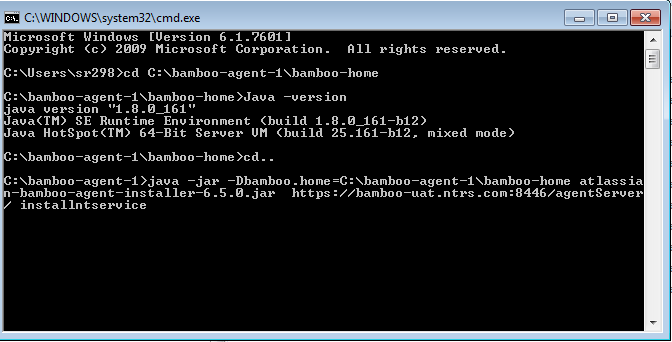 C:\WINDOWS\system32\cmd.exe
Microsoft Windows [Version 6.1.7601]
Copyright (c) 2009 Microsoft Corporation.  All rights reserved.
C:\Users\sr298>cd C:\bamboo-agent-1\bamboo-home
C:\bamboo-agent-1\bamboo-home>Java -version
java version "1.8.0_161"
Java(TM) SE Runtime Environment (build 1.8.0_161-b12)
Java HotSpot(TM) 64-Bit Server VM (build 25.161-b12, mixed mode)
C:\bamboo-agent-1\bamboo-home>cd..
C:\bamboo-agent-1>java -jar -Dbamboo.home=C:\bamboo-agent-1\bamboo-home atlassia
n-bamboo-agent-installer-6.5.0.jar  https://bamboo-uat.ntrs.com:8446/agentServer
/ installntservice